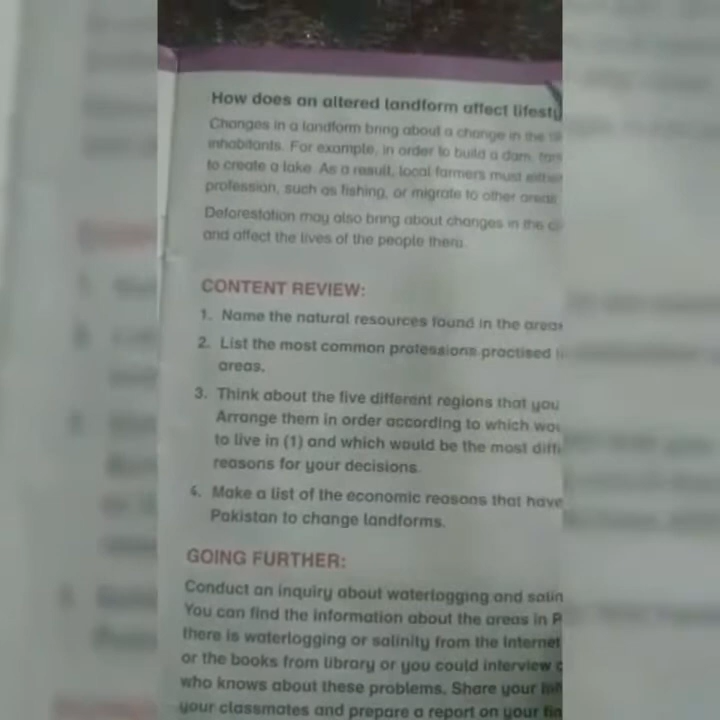 How does an altered landform affect lifesty
Changes in a landform bring about a change in the
inhabitants. For example, in order to build a dam,
to create a lake. As a result, local farmers must either
profession, such as fishing, or migrate to other areas
Deforestation may also bring about changes in the
and affect the lives of the people there.
CONTENT REVIEW:
1. Name the natural resources found in the areas
2. List the most common professions practised
areas.
3. Think about the five different regions that you
Arrange them in order according to which wou
to live in (1) and which would be the most diffi
reasons for your decisions.
4. Make a list of the economic reasons that have
Pakistan to change landforms.
GOING FURTHER:
Conduct an inquiry about waterlogging and salin
You can find the information about the areas in P
there is waterlogging or salinity from the Internet
or the books from library or you could interview
who knows about these problems. Share your
your classmates and prepare a report on your fin